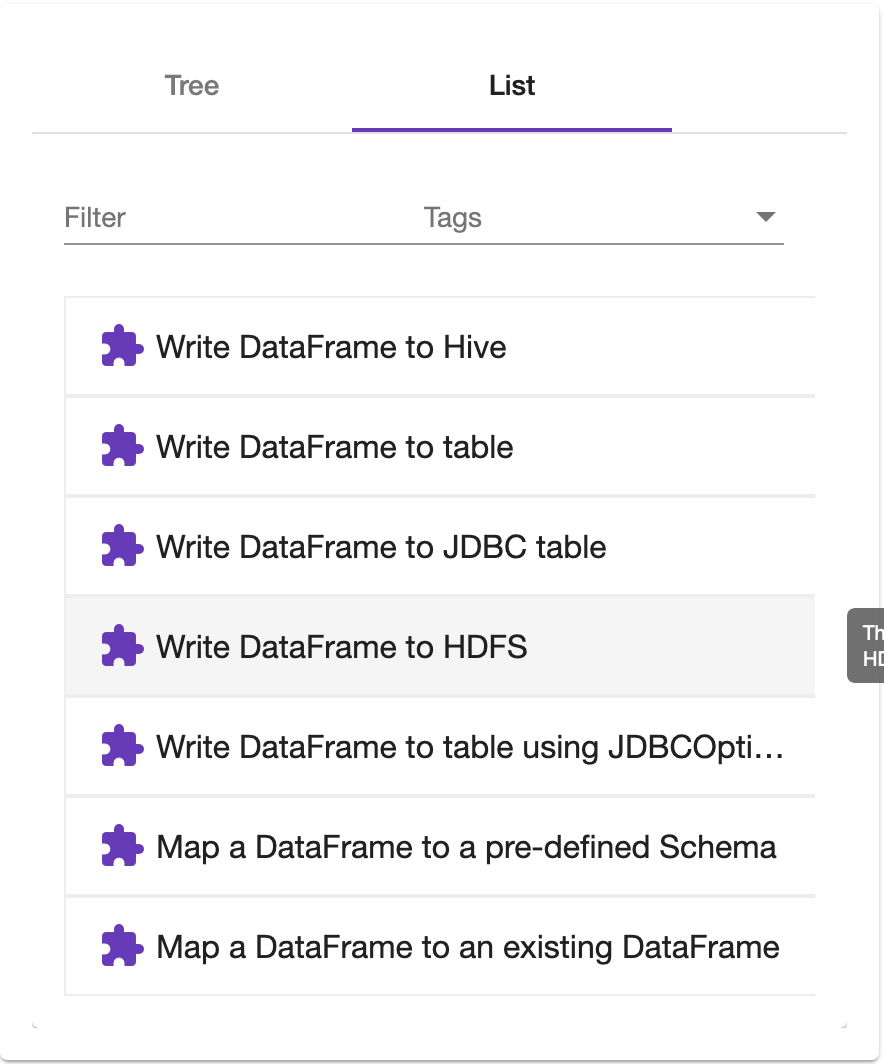 Tree
List
Filter
Tags
Write DataFrame to Hive
Write DataFrame to table
Write DataFrame to JDBC table
Write DataFrame to HDFS
Write DataFrame to table using JDBCOpti...
Map a DataFrame to a pre-defined Schema
Map a DataFrame to an existing DataFrame